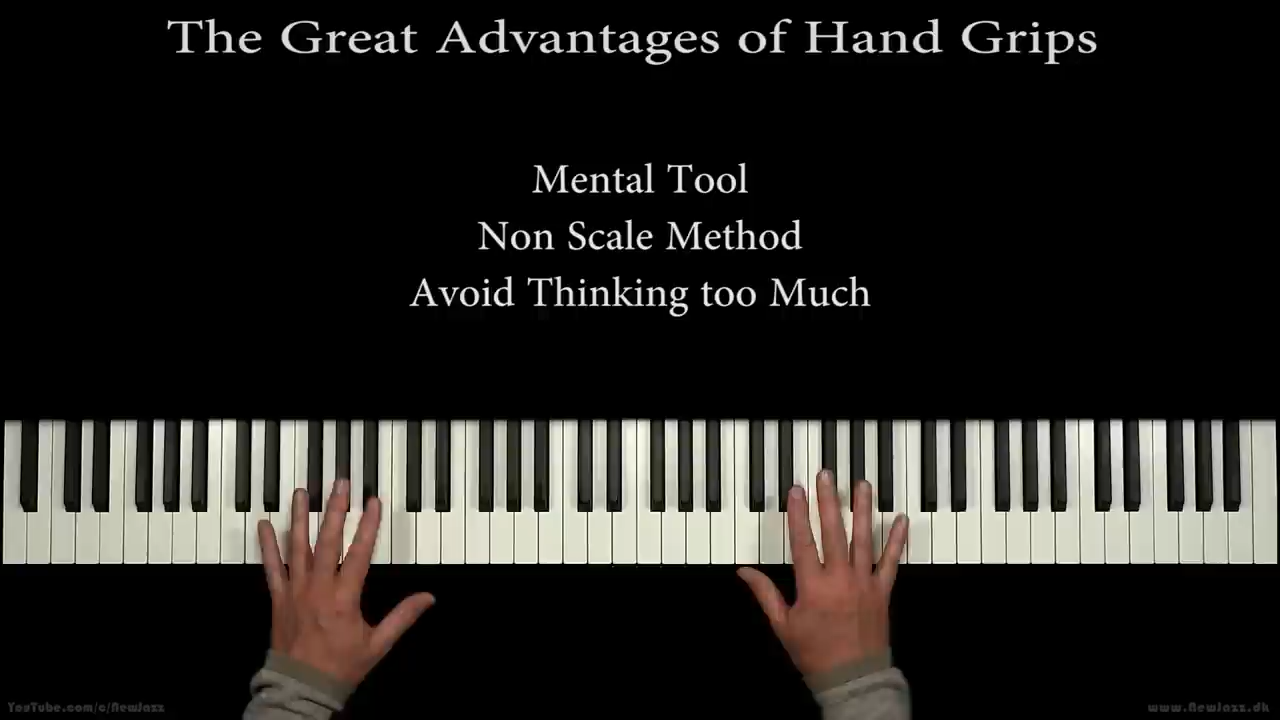 The Great Advantages of Hand Grips
Mental Tool
Non Scale Method
Avoid Thinking too Much
YouTube.com/c/NewJazz
www.NewJazz.dk